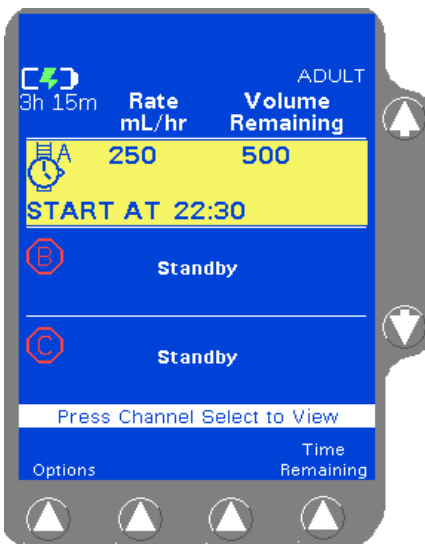 ADULT
3h 15m Rate Volume
mL/hr Remaining
A 250 500
START AT 22:30
B Standby
C Standby
Press Channel Select to View
Time
Options Remaining